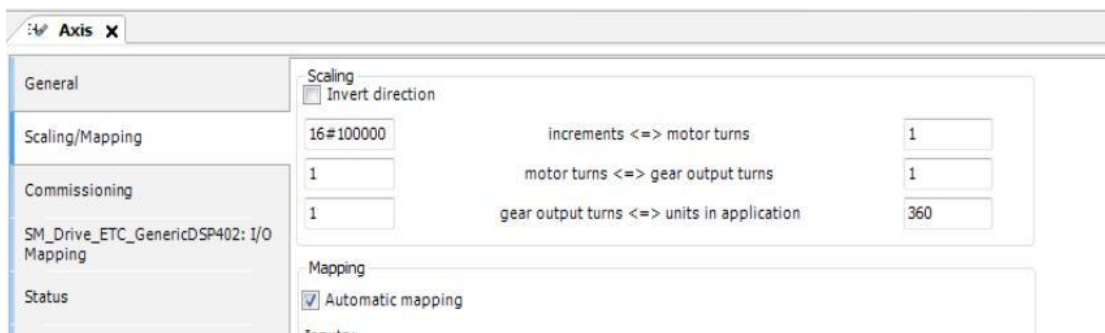 Axis X
General
Scaling/Mapping
Commissioning
SM_Drive_ETC_GenericDSP402: I/O
Mapping
Status
Scaling
Invert direction
16#100000 increments <=> motor turns 1
1 motor turns <=> gear output turns 1
1 gear output turns <=> units in application 360
Mapping
Automatic mapping